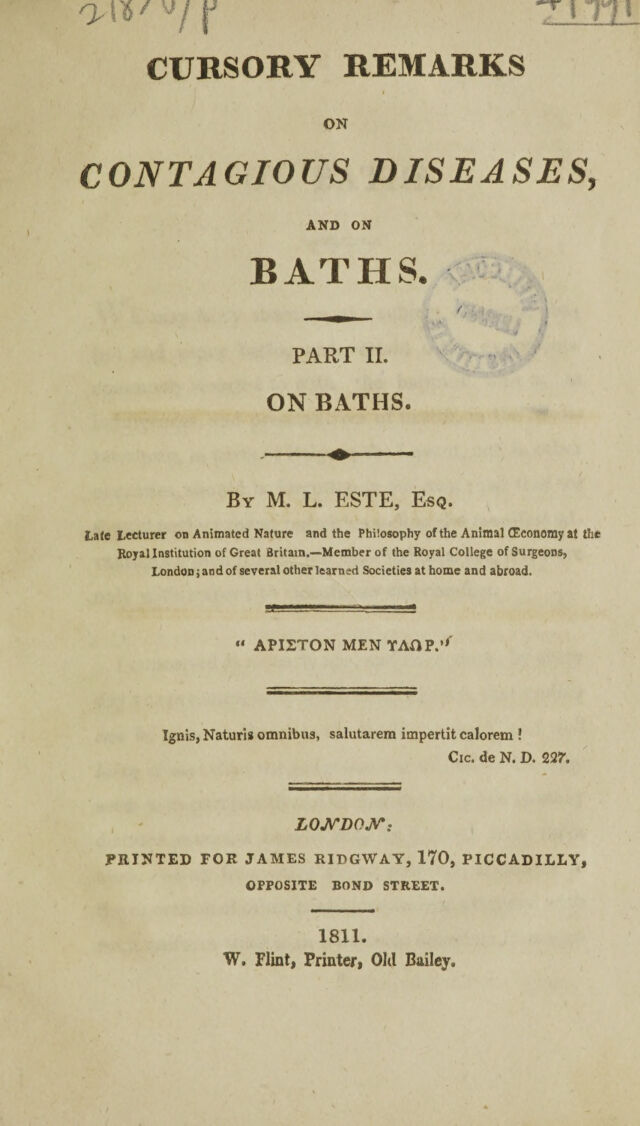 21870/P
CURSORY REMARKS
ON
CONTAGIOUS DISEASES,
AND ON
BATHS.
PART II.
ON BATHS.
By M. L. ESTE, Esq.
Late Lecturer on Animated Nature and the Philosophy of the Animal Œconomy at the
Royal Institution of Great Britain.—Member of the Royal College of Surgeons,
London; and of several other learned Societies at home and abroad.
“ ΑΡΙΣΤΟΝ ΜΕΝ ΥΛΩΡ.”
Ignis, Naturis omnibus, salutarem impertit calorem !
Cic. de N. D. 227.
LONDON:
PRINTED FOR JAMES RIDGWAY, 170, PICCADILLY,
OPPOSITE BOND STREET.
1811.
W. Flint, Printer, Old Bailey.